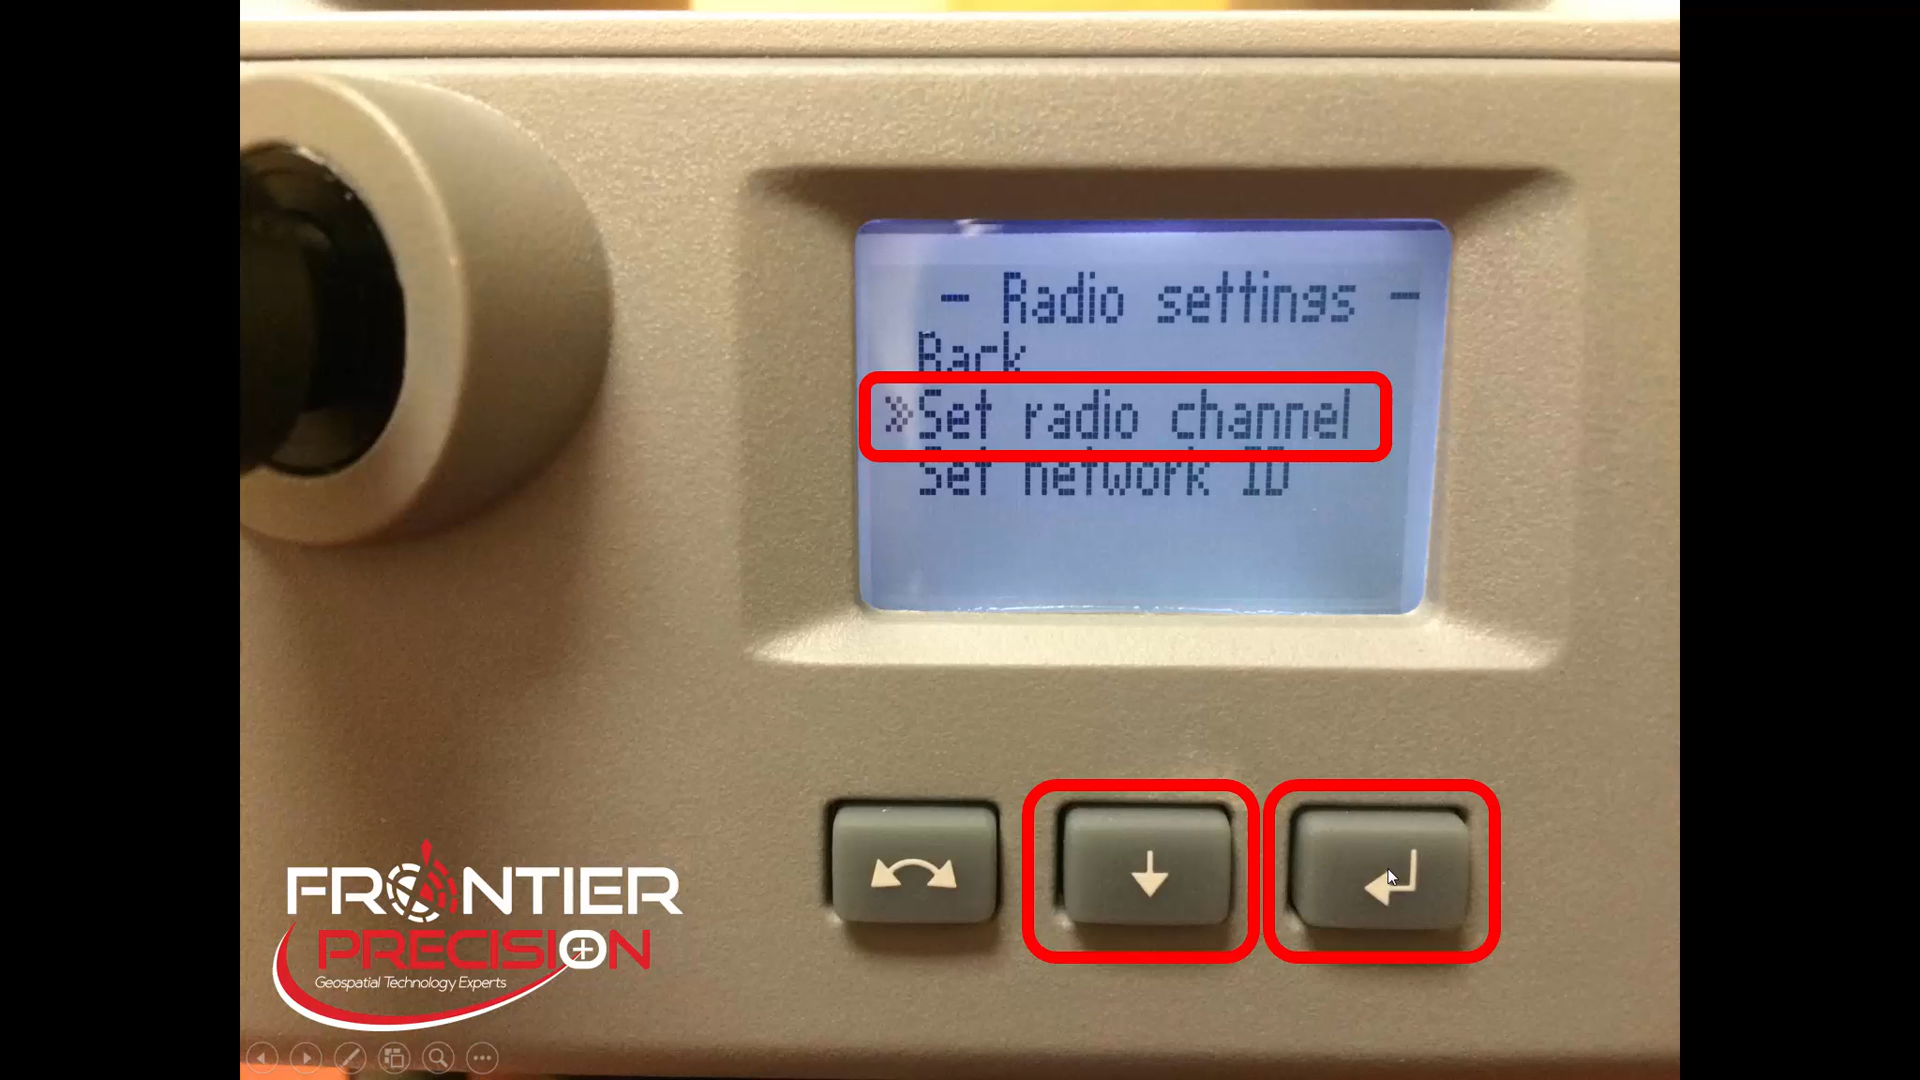 - Radio settings -
Back
»Set radio channel
Set network ID
FRONTIER
PRECISION
Geospatial Technology Experts